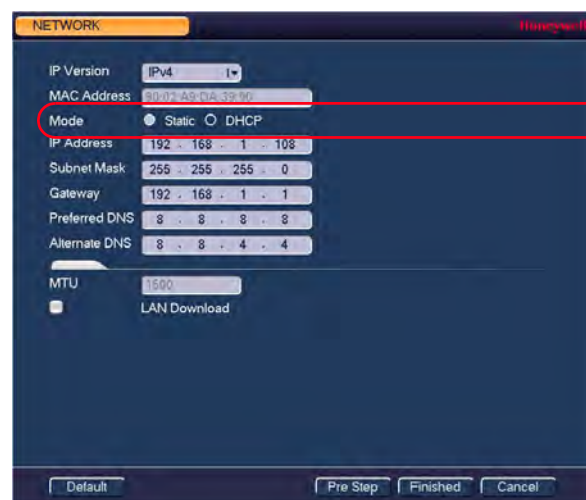 NETWORK Honeywell
IP Version IPv4
MAC Address 90:02:A9:DA:39:90
Mode Static DHCP
IP Address 192 . 168 . 1 . 108
Subnet Mask 255 . 255 . 255 . 0
Gateway 192 . 168 . 1 . 1
Preferred DNS 8 . 8 . 8 . 8
Alternate DNS 8 . 8 . 4 . 4
MTU 1500
LAN Download
Default Pre Step Finished Cancel